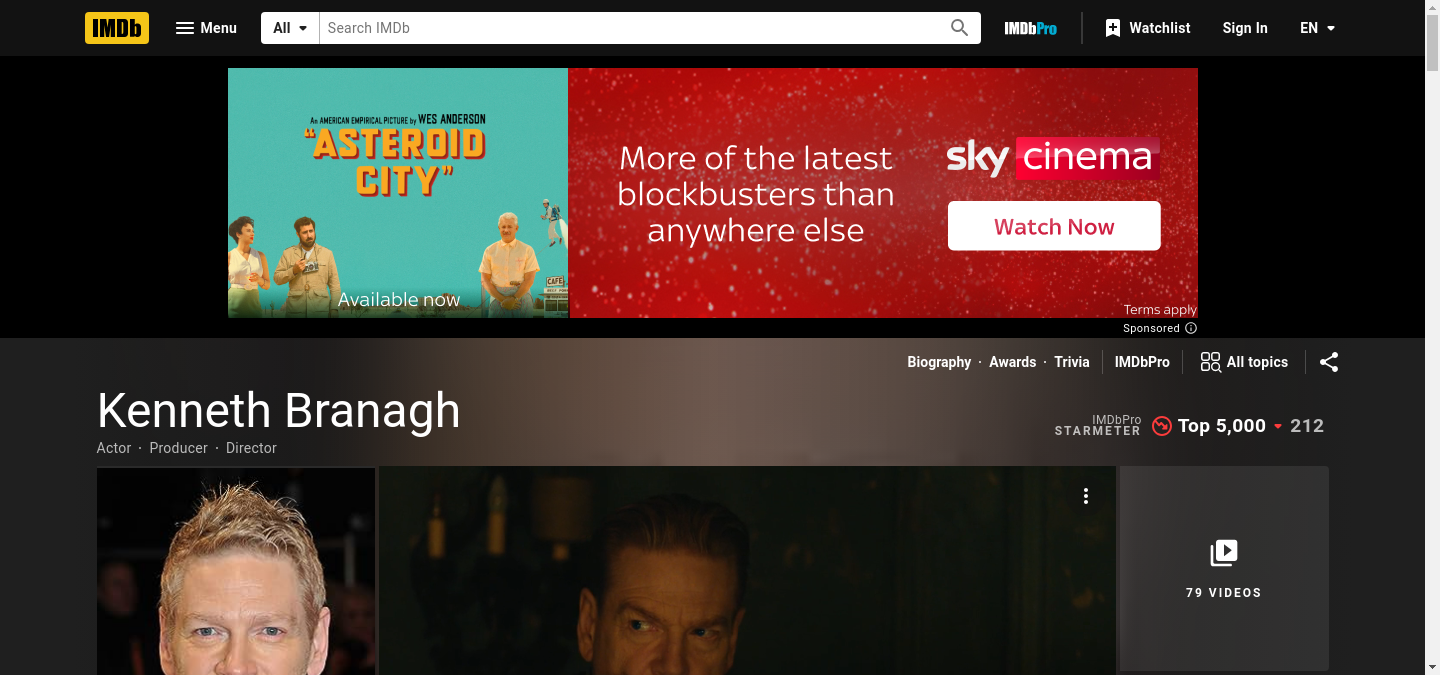 IMDb
Menu
All
Search IMDb
IMDbPro
Watchlist
Sign In
EN
An AMERICAN EMPIRICAL PICTURE by WES ANDERSON
"ASTEROID
CITY"
CAFE
Available now
More of the latest
blockbusters than
anywhere else
sky cinema
Watch Now
Terms apply
Sponsored
Biography · Awards · Trivia
IMDbPro
All topics
Kenneth Branagh
Actor · Producer · Director
IMDbPro
STARMETER
Top 5,000
212
79 VIDEOS